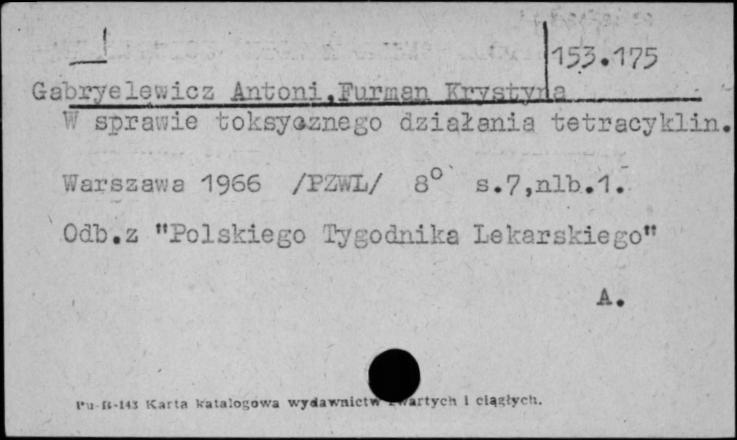 153.175
Gabryelewicz Antoni,Furman Krystyna
W sprawie toksycznego działania tetracyklin.
Warszawa 1966 /PZWL/ 8° s.7,nlb.1.
Odb.z "Polskiego Tygodnika Lekarskiego"
A.
Pu-B-143 Karta katalogowa wydawnictw zwartych i ciągłych.